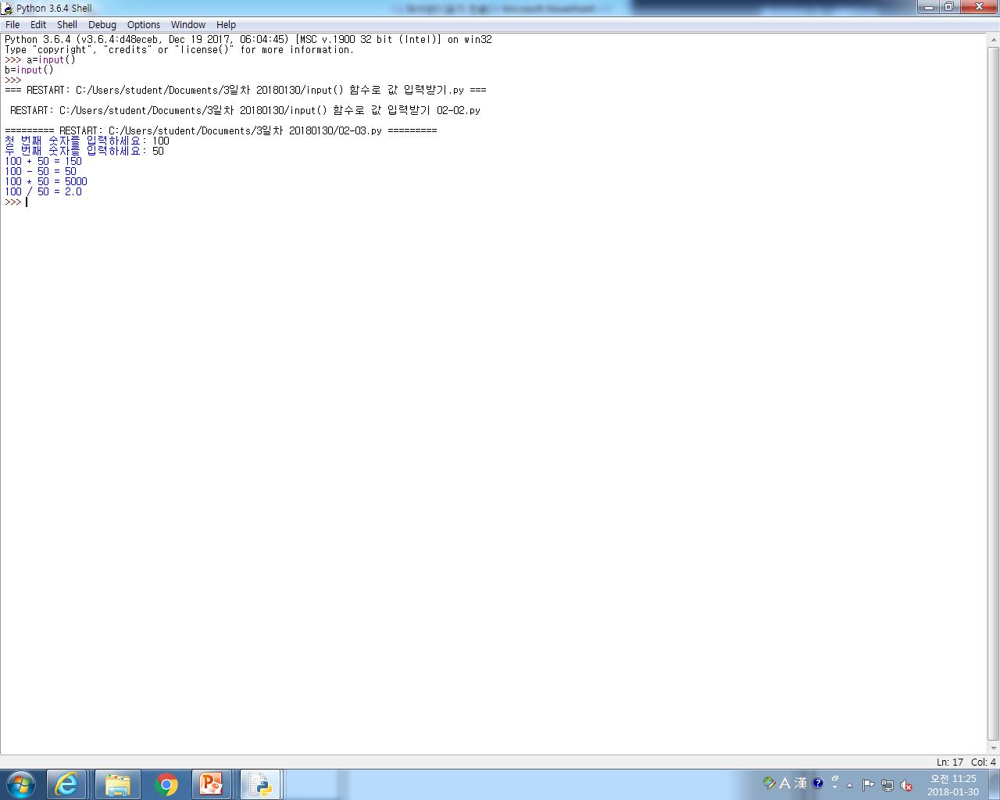 Python 3.6.4 Shell
File Edit Shell Debug Options Window Help
Python 3.6.4 (v3.6.4:d48eceb, Dec 19 2017, 06:04:45) [MSC v.1900 32 bit (Intel)] on win32
Type "copyright", "credits" or "license()" for more information.
>>> a=input()
b=input()
>>>
=== RESTART: C:/Users/student/Documents/3일차 20180130/input() 함수로 값 입력받기.py ===
RESTART: C:/Users/student/Documents/3일차 20180130/input() 함수로 값 입력받기 02-02.py
========= RESTART: C:/Users/student/Documents/3일차 20180130/02-03.py =========
첫 번째 숫자를 입력하세요: 100
두 번째 숫자를 입력하세요: 50
100 + 50 = 150
100 - 50 = 50
100 * 50 = 5000
100 / 50 = 2.0
>>>
Ln: 17 Col: 4
A 漢
오전 11:25
2018-01-30